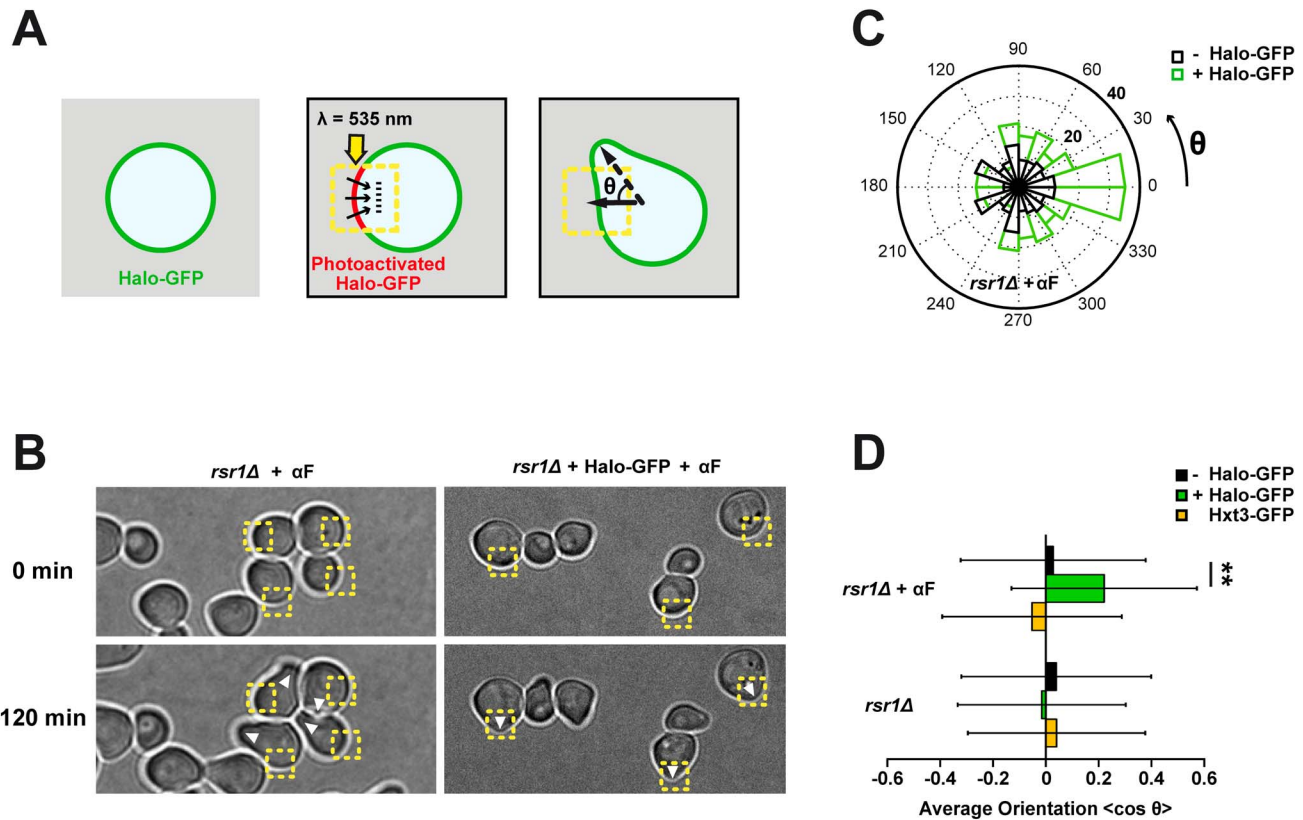 A
Halo-GFP
λ = 535 nm
Photoactivated
Halo-GFP
θ
B
rsr1Δ + αF
rsr1Δ + Halo-GFP + αF
0 min
120 min
C
- Halo-GFP
+ Halo-GFP
90
120
60
40
150
30
20
θ
180
0
210
330
rsr1Δ +αF
240
300
270
D
- Halo-GFP
+ Halo-GFP
Hxt3-GFP
rsr1Δ + αF
**
rsr1Δ
-0.6 -0.4 -0.2 0 0.2 0.4 0.6
Average Orientation <cos θ>